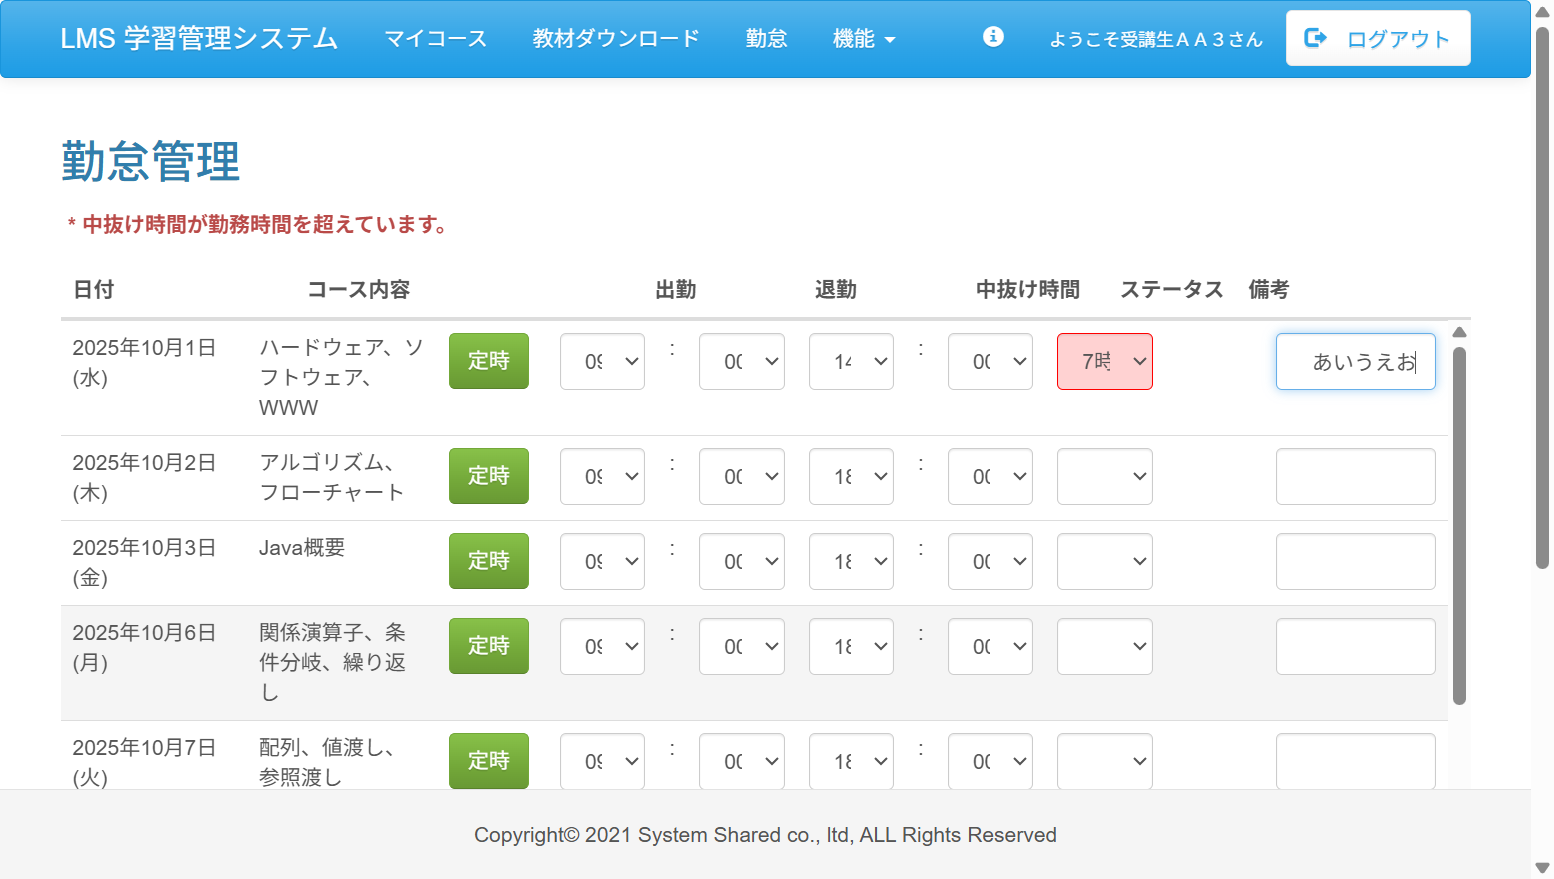 LMS 学習管理システム マイコース 教材ダウンロード 勤怠 機能 ようこそ受講生ＡＡ３さん ログアウト
勤怠管理
* 中抜け時間が勤務時間を超えています。
日付 コース内容 出勤 退勤 中抜け時間 ステータス 備考
2025年10月1日(水) ハードウェア、ソフトウェア、WWW 定時 09 : 00 14 : 00 7時 あいうえお
2025年10月2日(木) アルゴリズム、フローチャート 定時 09 : 00 18 : 00
2025年10月3日(金) Java概要 定時 09 : 00 18 : 00
2025年10月6日(月) 関係演算子、条件分岐、繰り返し 定時 09 : 00 18 : 00
2025年10月7日(火) 配列、値渡し、参照渡し 定時 09 : 00 18 : 00
Copyright© 2021 System Shared co., ltd, ALL Rights Reserved